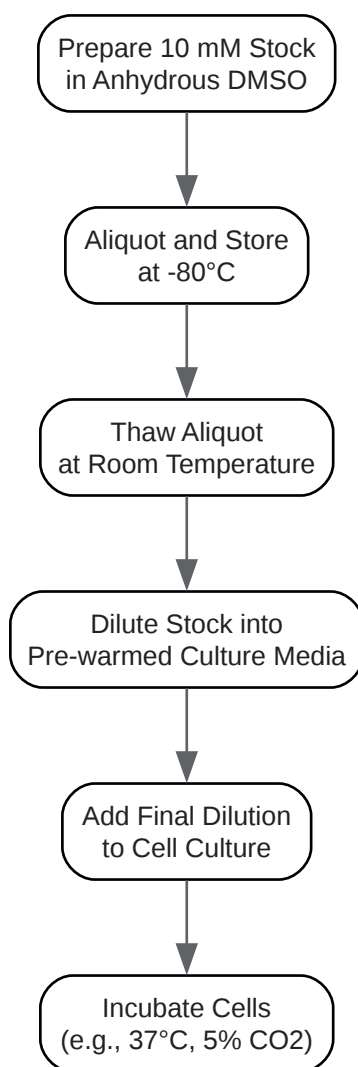 Prepare 10 mM Stock
in Anhydrous DMSO
Aliquot and Store
at -80°C
Thaw Aliquot
at Room Temperature
Dilute Stock into
Pre-warmed Culture Media
Add Final Dilution
to Cell Culture
Incubate Cells
(e.g., 37°C, 5% CO2)